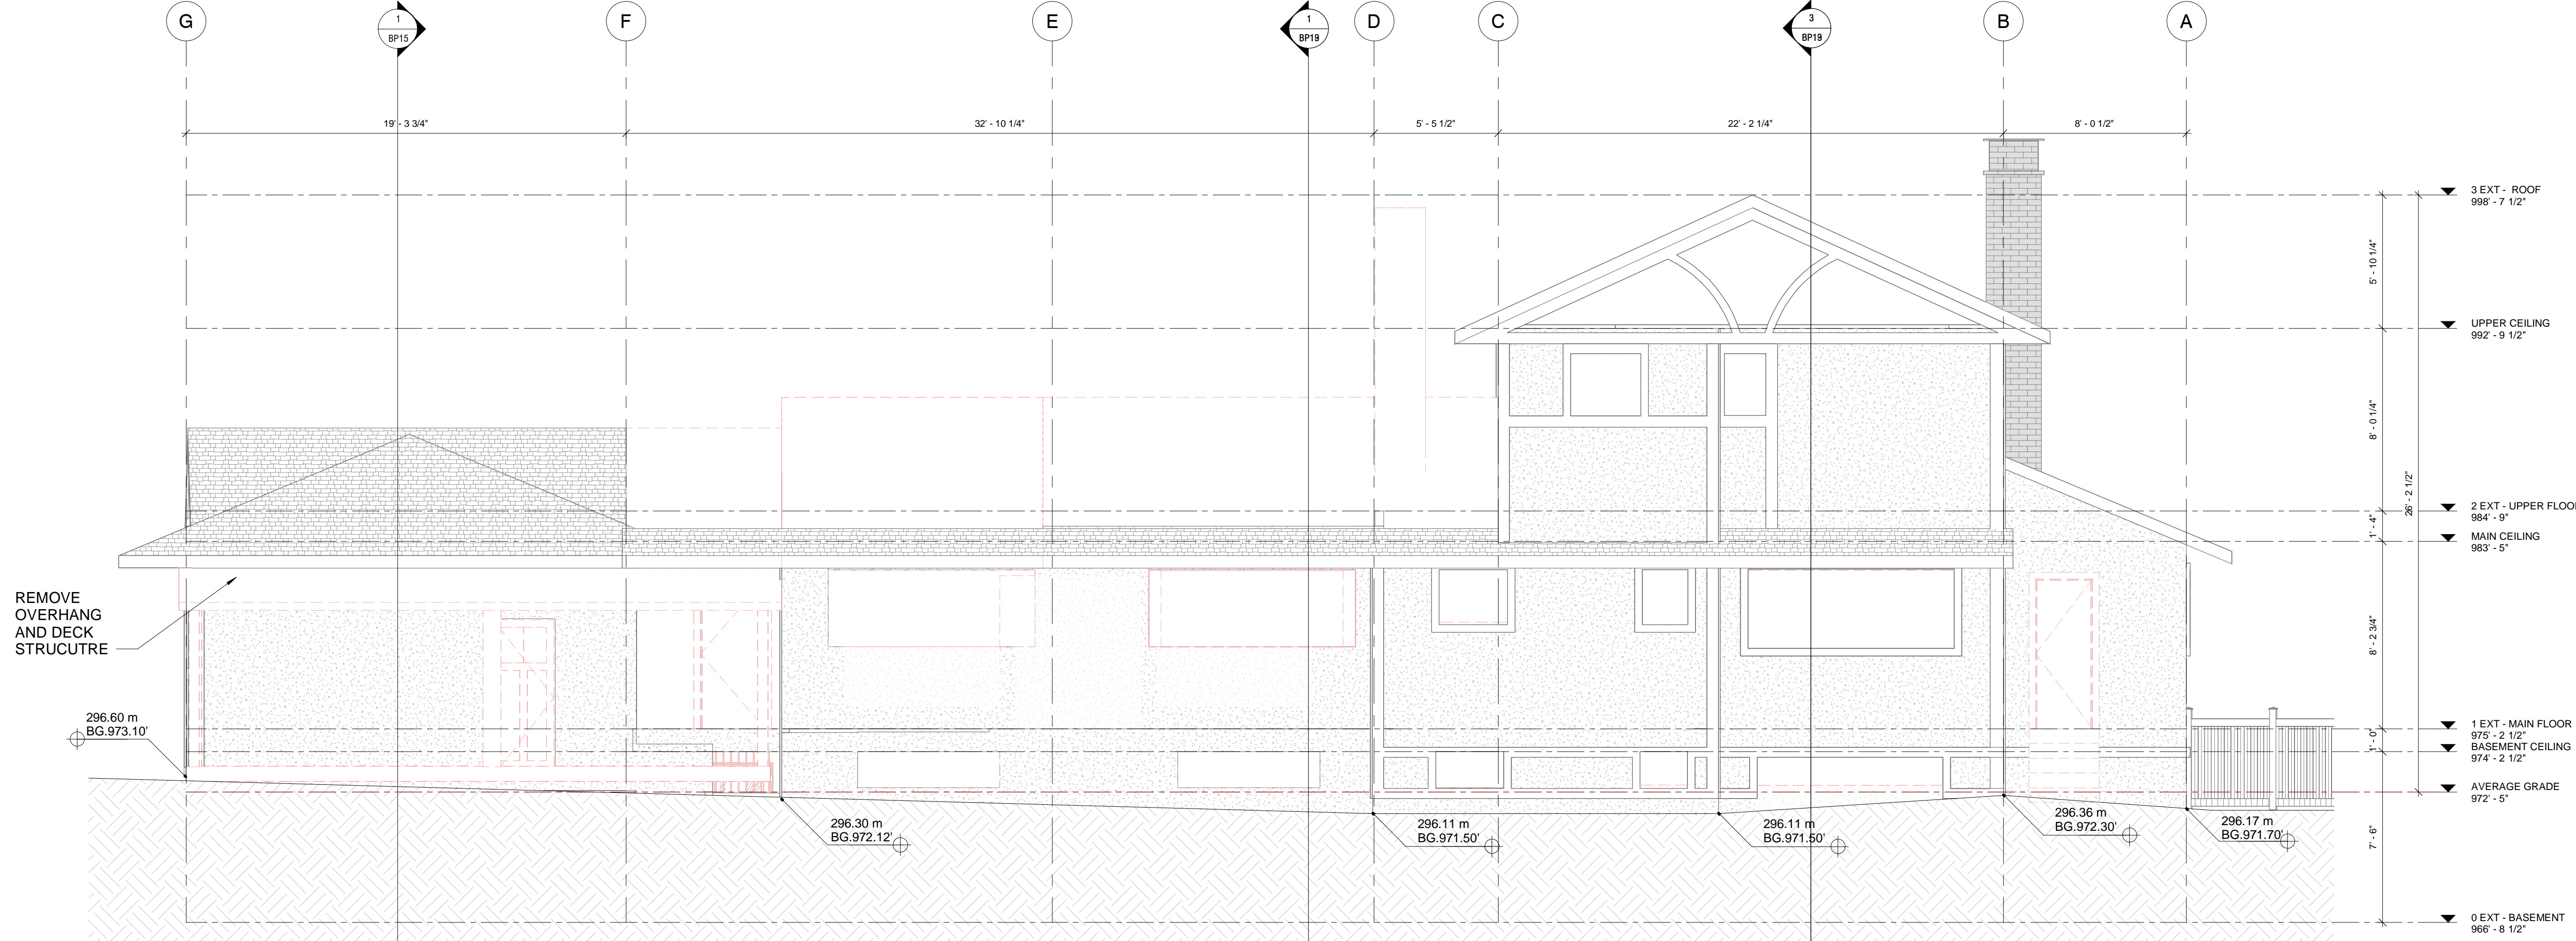 G
1
BP15
F
E
1
BP19
D
C
3
BP19
B
A
19' - 3 3/4"
32' - 10 1/4"
5' - 5 1/2"
22' - 2 1/4"
8' - 0 1/2"
3 EXT -  ROOF
998' - 7 1/2"
5' - 10 1/4"
UPPER CEILING
992' - 9 1/2"
8' - 0 1/4"
26' - 2 1/2"
2 EXT - UPPER FLOO
984' - 9"
1' - 4"
MAIN CEILING
983' - 5"
8' - 2 3/4"
REMOVE
OVERHANG
AND DECK
STRUCUTRE
296.60 m
BG.973.10'
1 EXT - MAIN FLOOR
975' - 2 1/2"
1' - 0"
BASEMENT CEILING
974' - 2 1/2"
AVERAGE GRADE
972' - 5"
296.30 m
BG.972.12'
296.11 m
BG.971.50'
296.11 m
BG.971.50'
296.36 m
BG.972.30'
296.17 m
BG.971.70'
7' - 6"
0 EXT - BASEMENT
966' - 8 1/2"